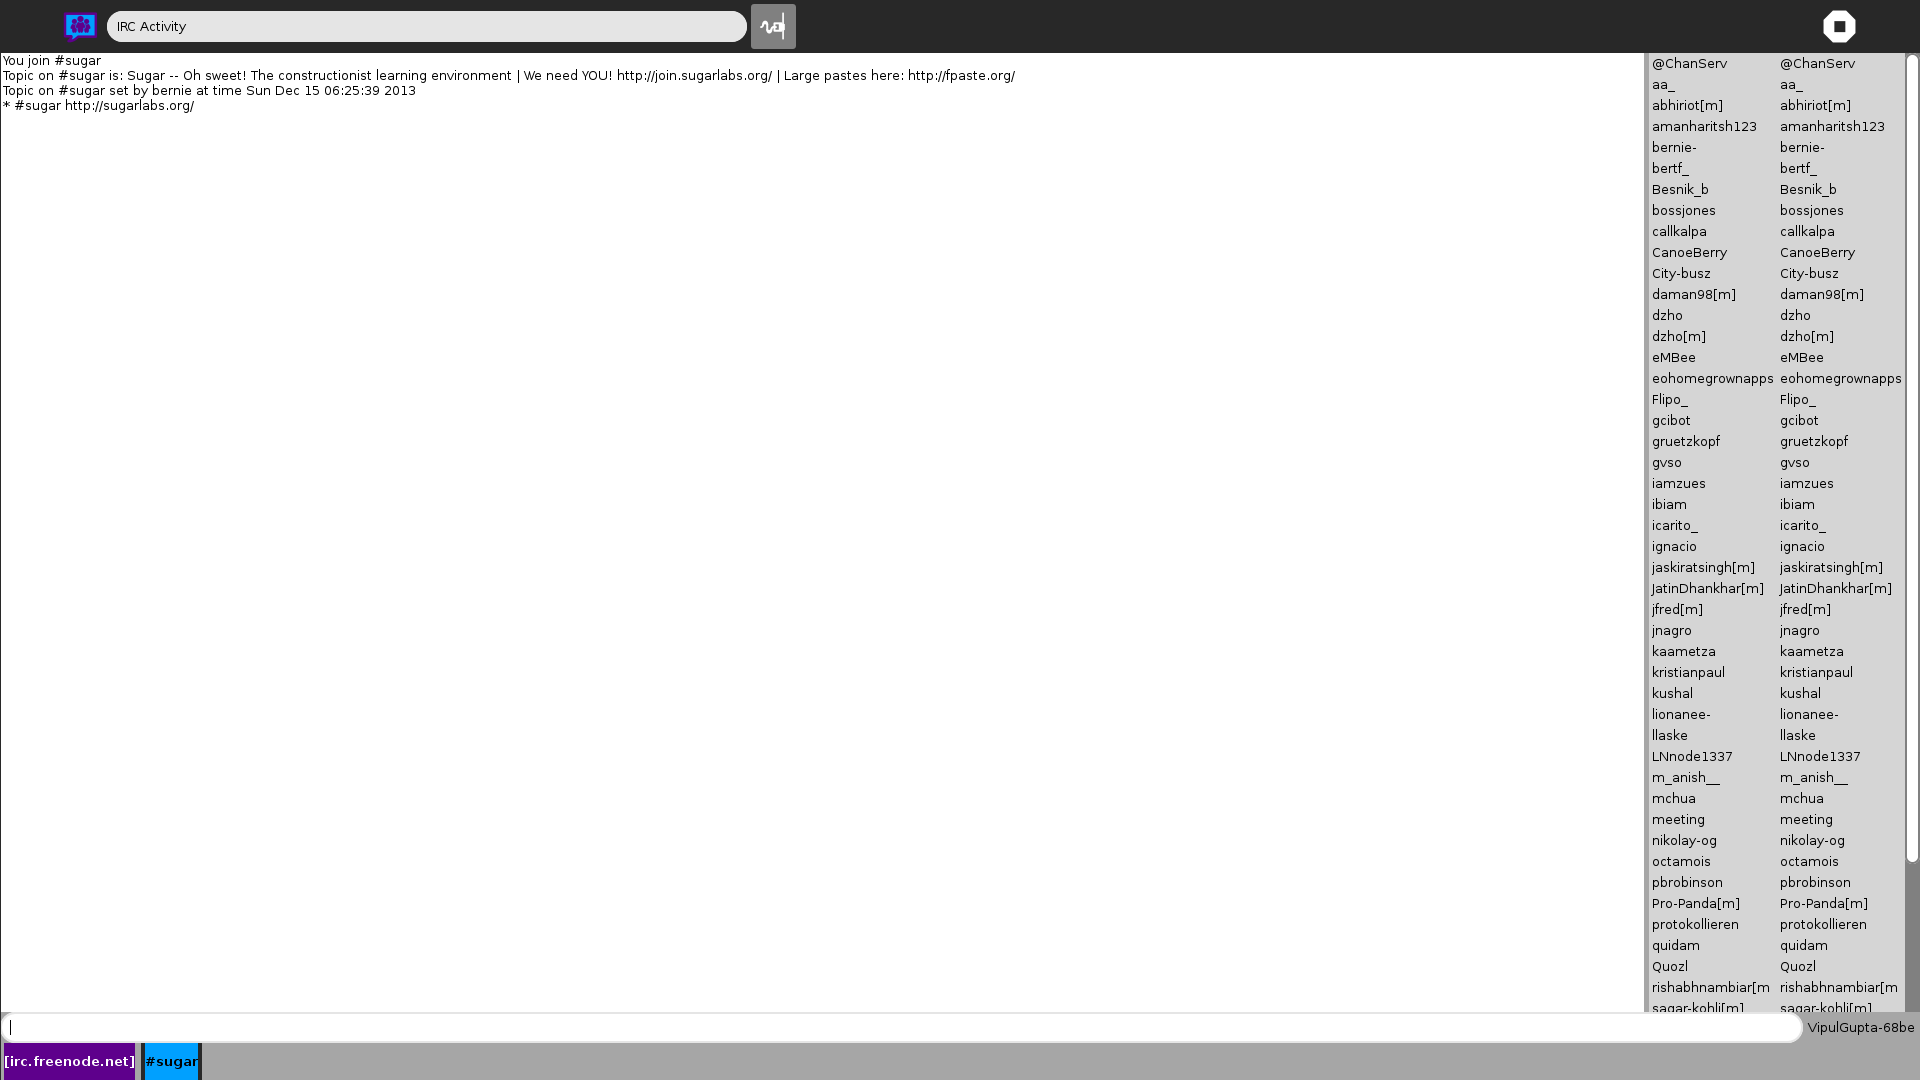 IRC Activity
You join #sugar
Topic on #sugar is: Sugar -- Oh sweet! The constructionist learning environment | We need YOU! http://join.sugarlabs.org/ | Large pastes here: http://fpaste.org/
Topic on #sugar set by bernie at time Sun Dec 15 06:25:39 2013
* #sugar http://sugarlabs.org/
@ChanServ @ChanServ
aa_ aa_
abhiriot[m] abhiriot[m]
amanharitsh123 amanharitsh123
bernie- bernie-
bertf_ bertf_
Besnik_b Besnik_b
bossjones bossjones
callkalpa callkalpa
CanoeBerry CanoeBerry
City-busz City-busz
daman98[m] daman98[m]
dzho dzho
dzho[m] dzho[m]
eMBee eMBee
eohomegrownapps eohomegrownapps
Flipo_ Flipo_
gcibot gcibot
gruetzkopf gruetzkopf
gvso gvso
iamzues iamzues
ibiam ibiam
icarito_ icarito_
ignacio ignacio
jaskiratsingh[m] jaskiratsingh[m]
JatinDhankhar[m] JatinDhankhar[m]
jfred[m] jfred[m]
jnagro jnagro
kaametza kaametza
kristianpaul kristianpaul
kushal kushal
lionanee- lionanee-
llaske llaske
LNnode1337 LNnode1337
m_anish__ m_anish__
mchua mchua
meeting meeting
nikolay-og nikolay-og
octamois octamois
pbrobinson pbrobinson
Pro-Panda[m] Pro-Panda[m]
protokollieren protokollieren
quidam quidam
Quozl Quozl
rishabhnambiar[m rishabhnambiar[m
sagar-kohli[m] sagar-kohli[m]
VipulGupta-68be
[irc.freenode.net] #sugar